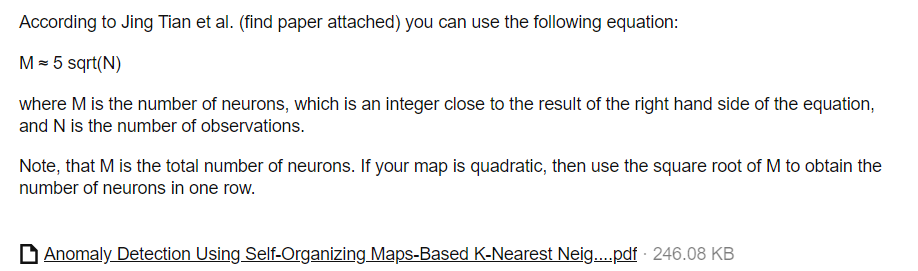 According to Jing Tian et al. (find paper attached) you can use the following equation:
M ≈ 5 sqrt(N)
where M is the number of neurons, which is an integer close to the result of the right hand side of the equation,
and N is the number of observations.
Note, that M is the total number of neurons. If your map is quadratic, then use the square root of M to obtain the
number of neurons in one row.
Anomaly Detection Using Self-Organizing Maps-Based K-Nearest Neig....pdf · 246.08 KB